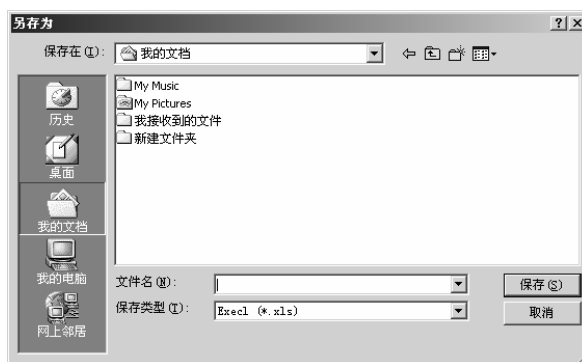 另存为
保存在(I):
我的文档
历史
桌面
我的文档
我的电脑
网上邻居
My Music
My Pictures
我接收到的文件
新建文件夹
文件名(N):
保存(S)
保存类型(T):
Execl (*.xls)
取消